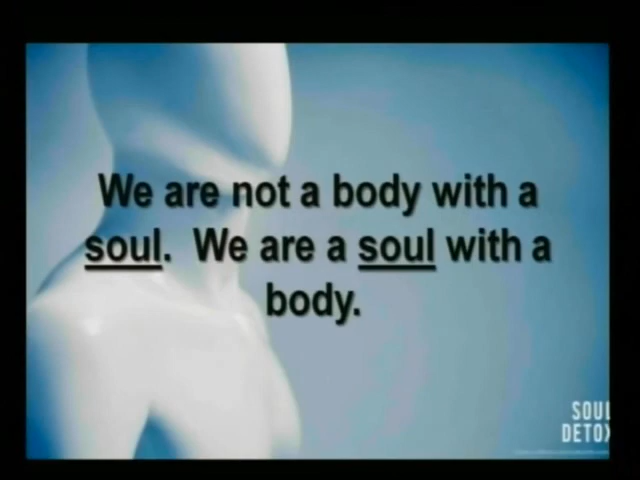 We are not a body with a
soul. We are a soul with a
body.
SOUL
DETOX